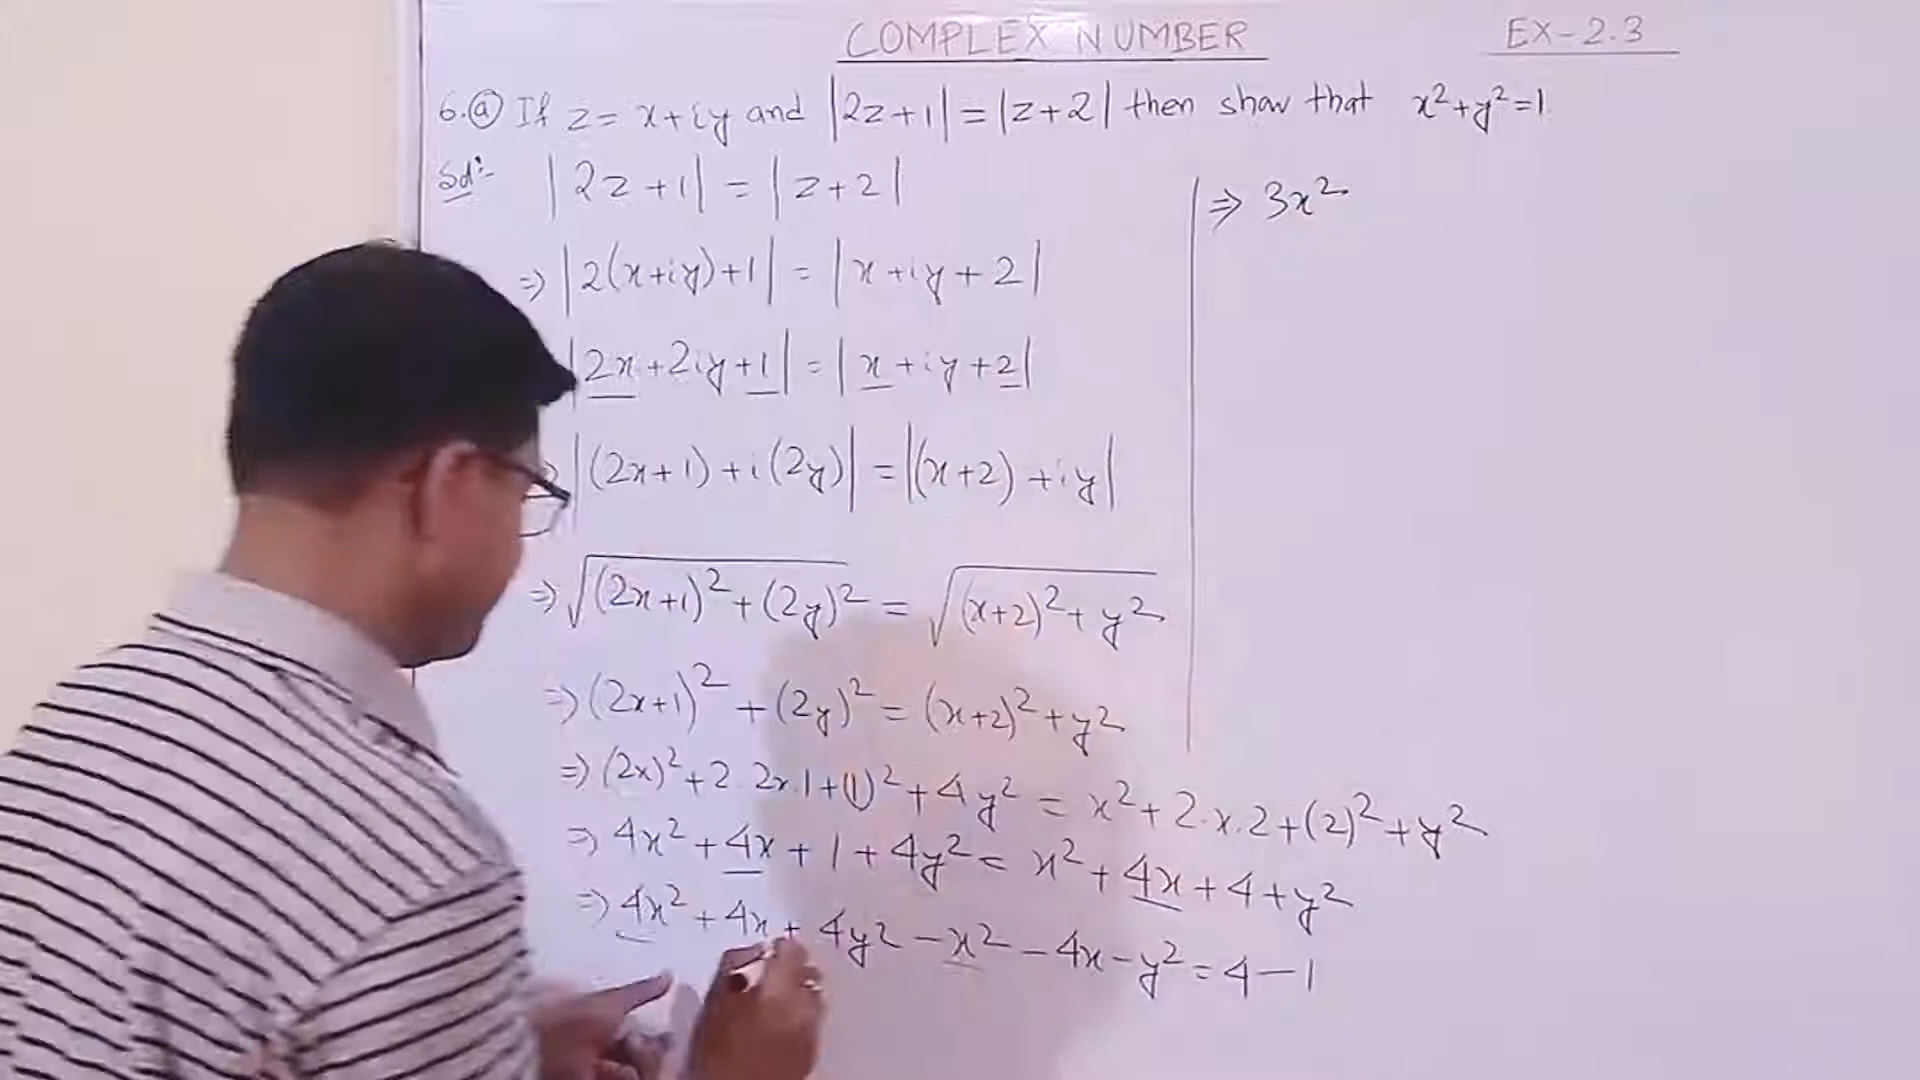 COMPLEX NUMBER
EX-2.3
6.(a) If z = x+iy and |2z+1| = |z+2| then show that x²+y²=1.
Sol:-
|2z+1| = |z+2|
⇒ |2(x+iy)+1| = |x+iy+2|
|2x+2iy+1| = |x+iy+2|
⇒ |(2x+1)+i(2y)| = |(x+2)+iy|
⇒ √(2x+1)²+(2y)² = √(x+2)²+y²
⇒ (2x+1)²+(2y)² = (x+2)²+y²
⇒ (2x)²+2.2x.1+(1)²+4y² = x²+2.x.2+(2)²+y²
⇒ 4x²+4x+1+4y² = x²+4x+4+y²
⇒ 4x²+4x+4y²-x²-4x-y² = 4-1
⇒ 3x²